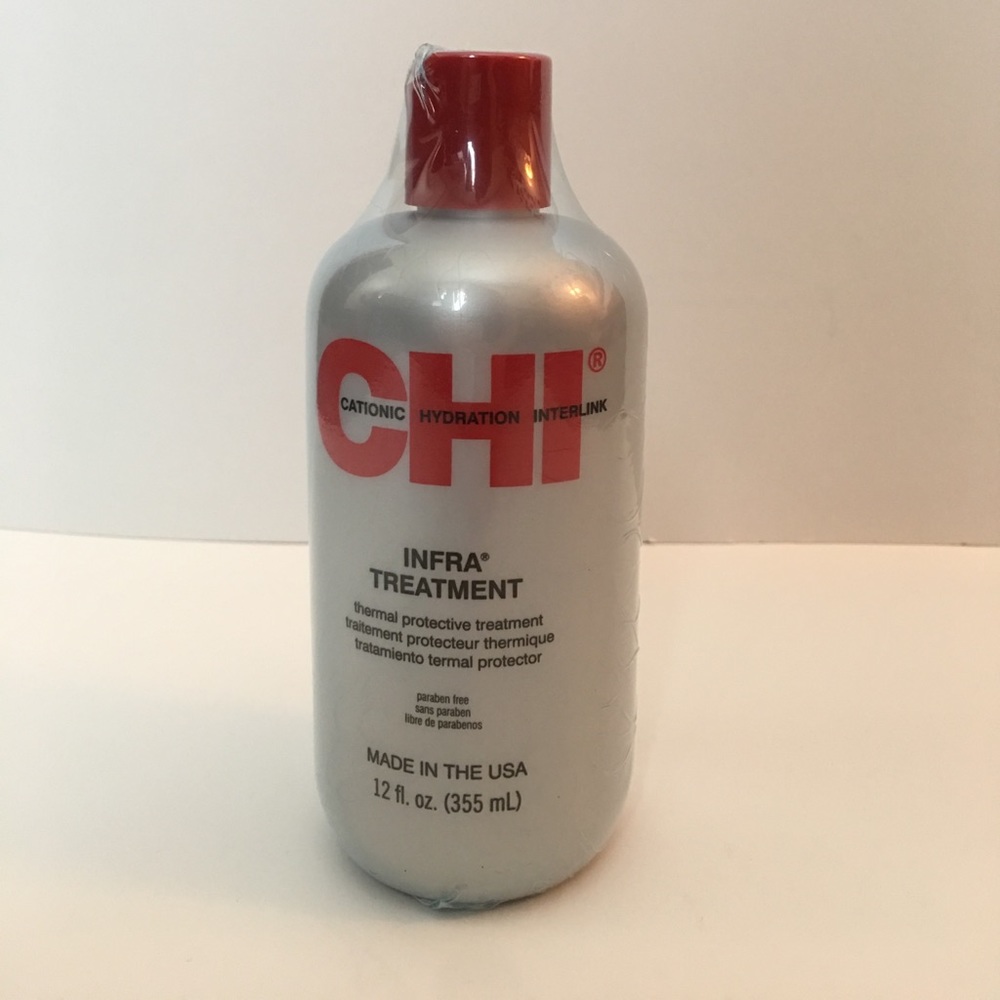 CHI®
CATIONIC HYDRATION INTERLINK
INFRA®
TREATMENT
thermal protective treatment
traitement protecteur thermique
tratamiento termal protector
paraben free
sans paraben
libre de parabenos
MADE IN THE USA
12 fl. oz. (355 mL)